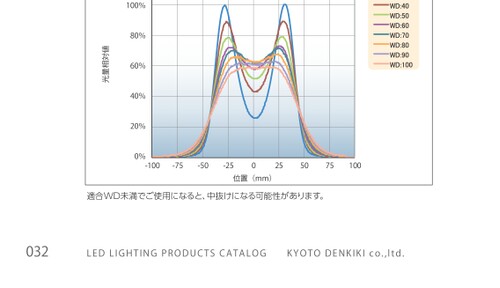 100%
WD:40
WD:50
WD:60
WD:70
WD:80
WD:90
WD:100
80%
60%
40%
20%
0%
光量相対値
-100 -75 -50 -25 0 25 50 75 100
位置（mm）
適合WD未満でご使用になると、中抜けになる可能性があります。
032 LED LIGHTING PRODUCTS CATALOG KYOTO DENKIKI co.,ltd.